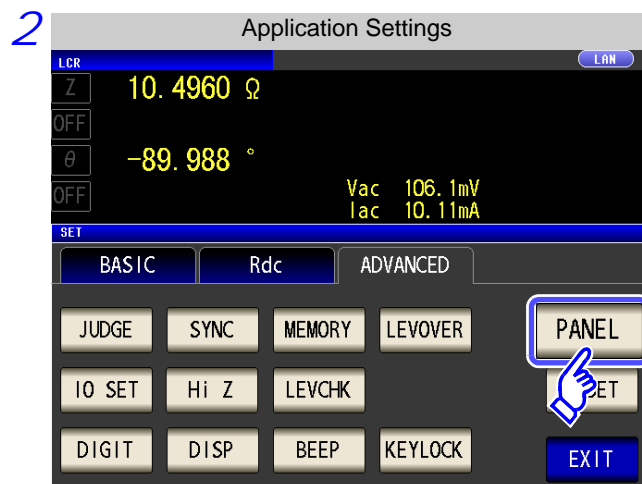 2
Application Settings
LCR
LAN
Z
10.4960 Ω
OFF
θ
-89.988 °
OFF
Vac 106.1mV
Iac 10.11mA
SET
BASIC Rdc ADVANCED
JUDGE SYNC MEMORY LEVOVER PANEL
IO SET Hi Z LEVCHK
DIGIT DISP BEEP KEYLOCK EXIT